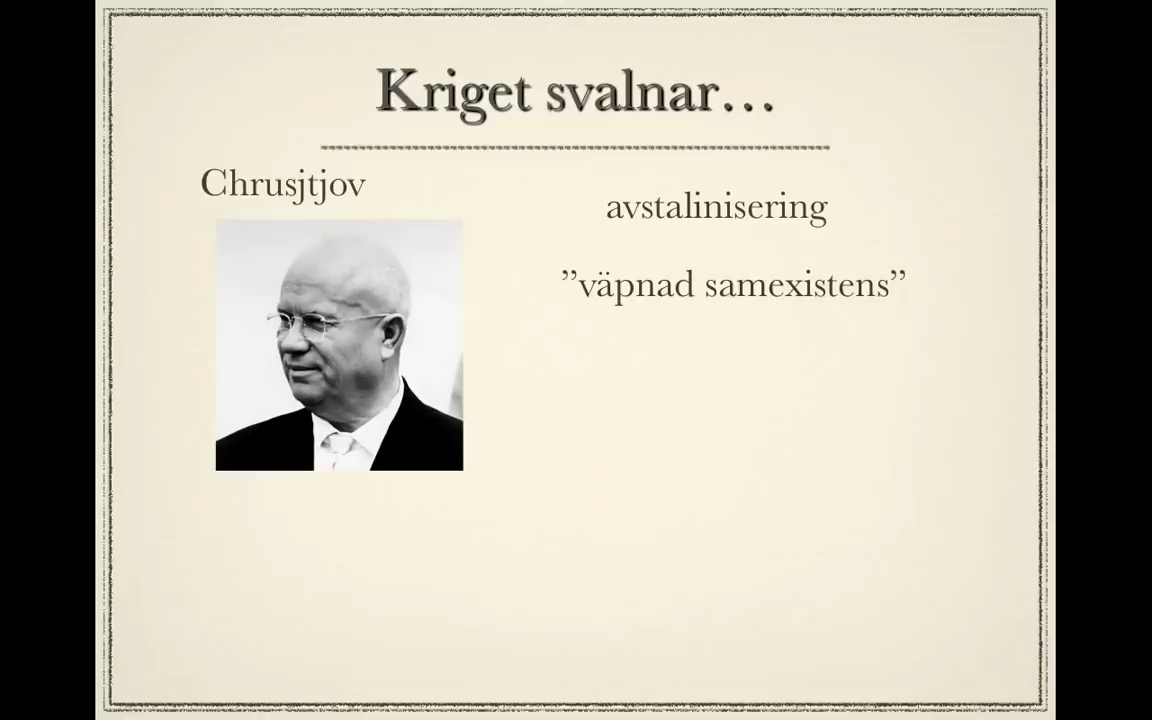 Kriget svalnar…
Chrusjtjov
avstalinisering
”väpnad samexistens”